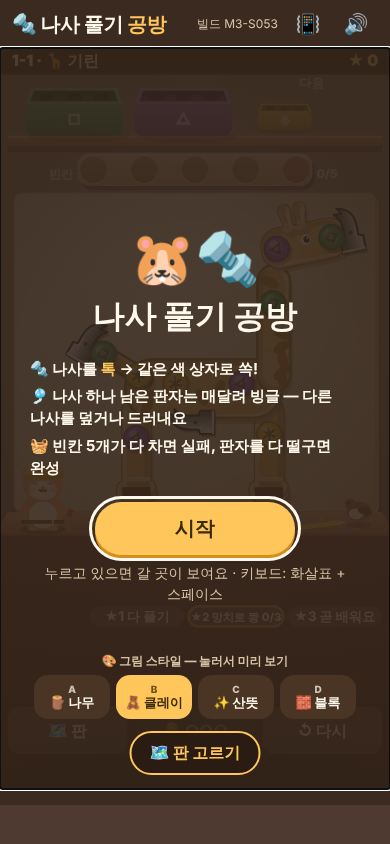 나사 풀기 공방 빌드 M3-S053
1-1 · 기린 ★ 0
다음
빈칸 0/5
나사 풀기 공방
나사를 톡 → 같은 색 상자로 쏙!
나사 하나 남은 판자는 매달려 빙글 — 다른
나사를 덮거나 드러내요
빈칸 5개가 다 차면 실패, 판자를 다 떨구면
완성
시작
누르고 있으면 갈 곳이 보여요 · 키보드: 화살표 +
스페이스
★1 다 풀기 ★2 망치로 쾅 0/3 ★3 곧 배워요
그림 스타일 — 눌러서 미리 보기
A B C D
나무 클레이 산뜻 블록
판 다시
판 고르기